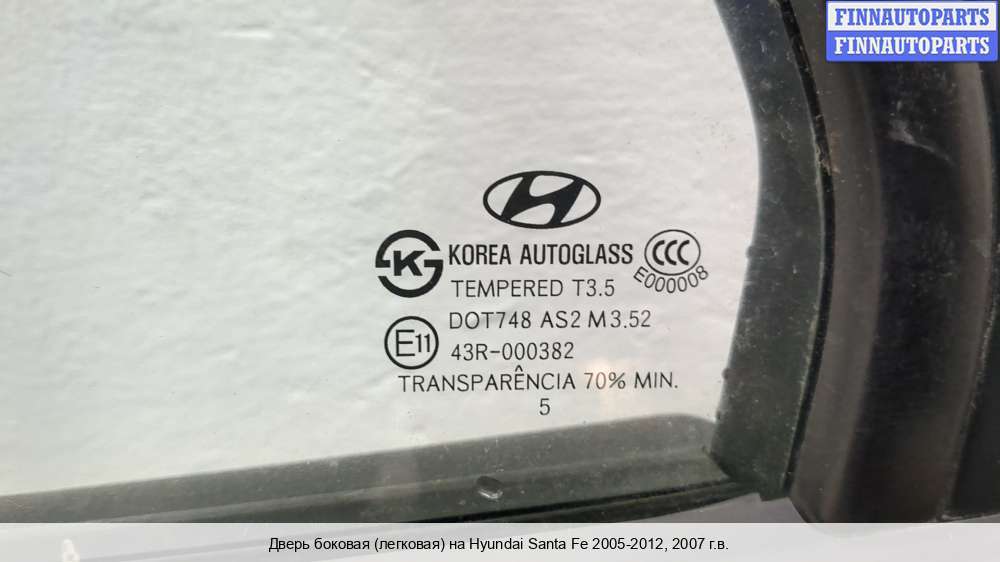 FINNAUTOPARTS
FINNAUTOPARTS
KS KOREA AUTOGLASS CCC
E000008
TEMPERED T3.5
DOT748 AS2 M3.52
E11 43R-000382
TRANSPARÊNCIA 70% MIN.
5
Дверь боковая (легковая) на Hyundai Santa Fe 2005-2012, 2007 г.в.